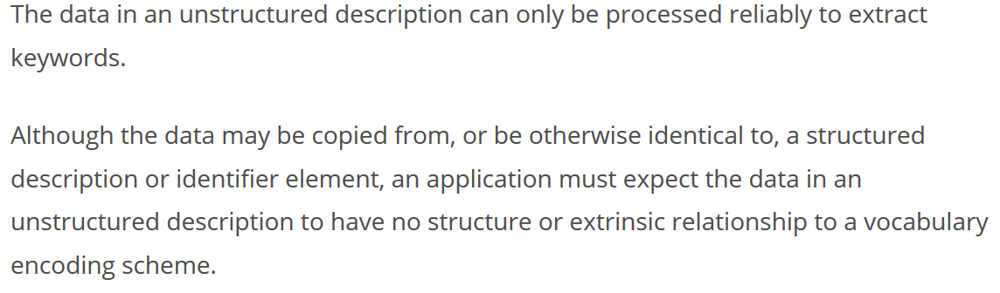 The data in an unstructured description can only be processed reliably to extract
keywords.
Although the data may be copied from, or be otherwise identical to, a structured
description or identifier element, an application must expect the data in an
unstructured description to have no structure or extrinsic relationship to a vocabulary
encoding scheme.